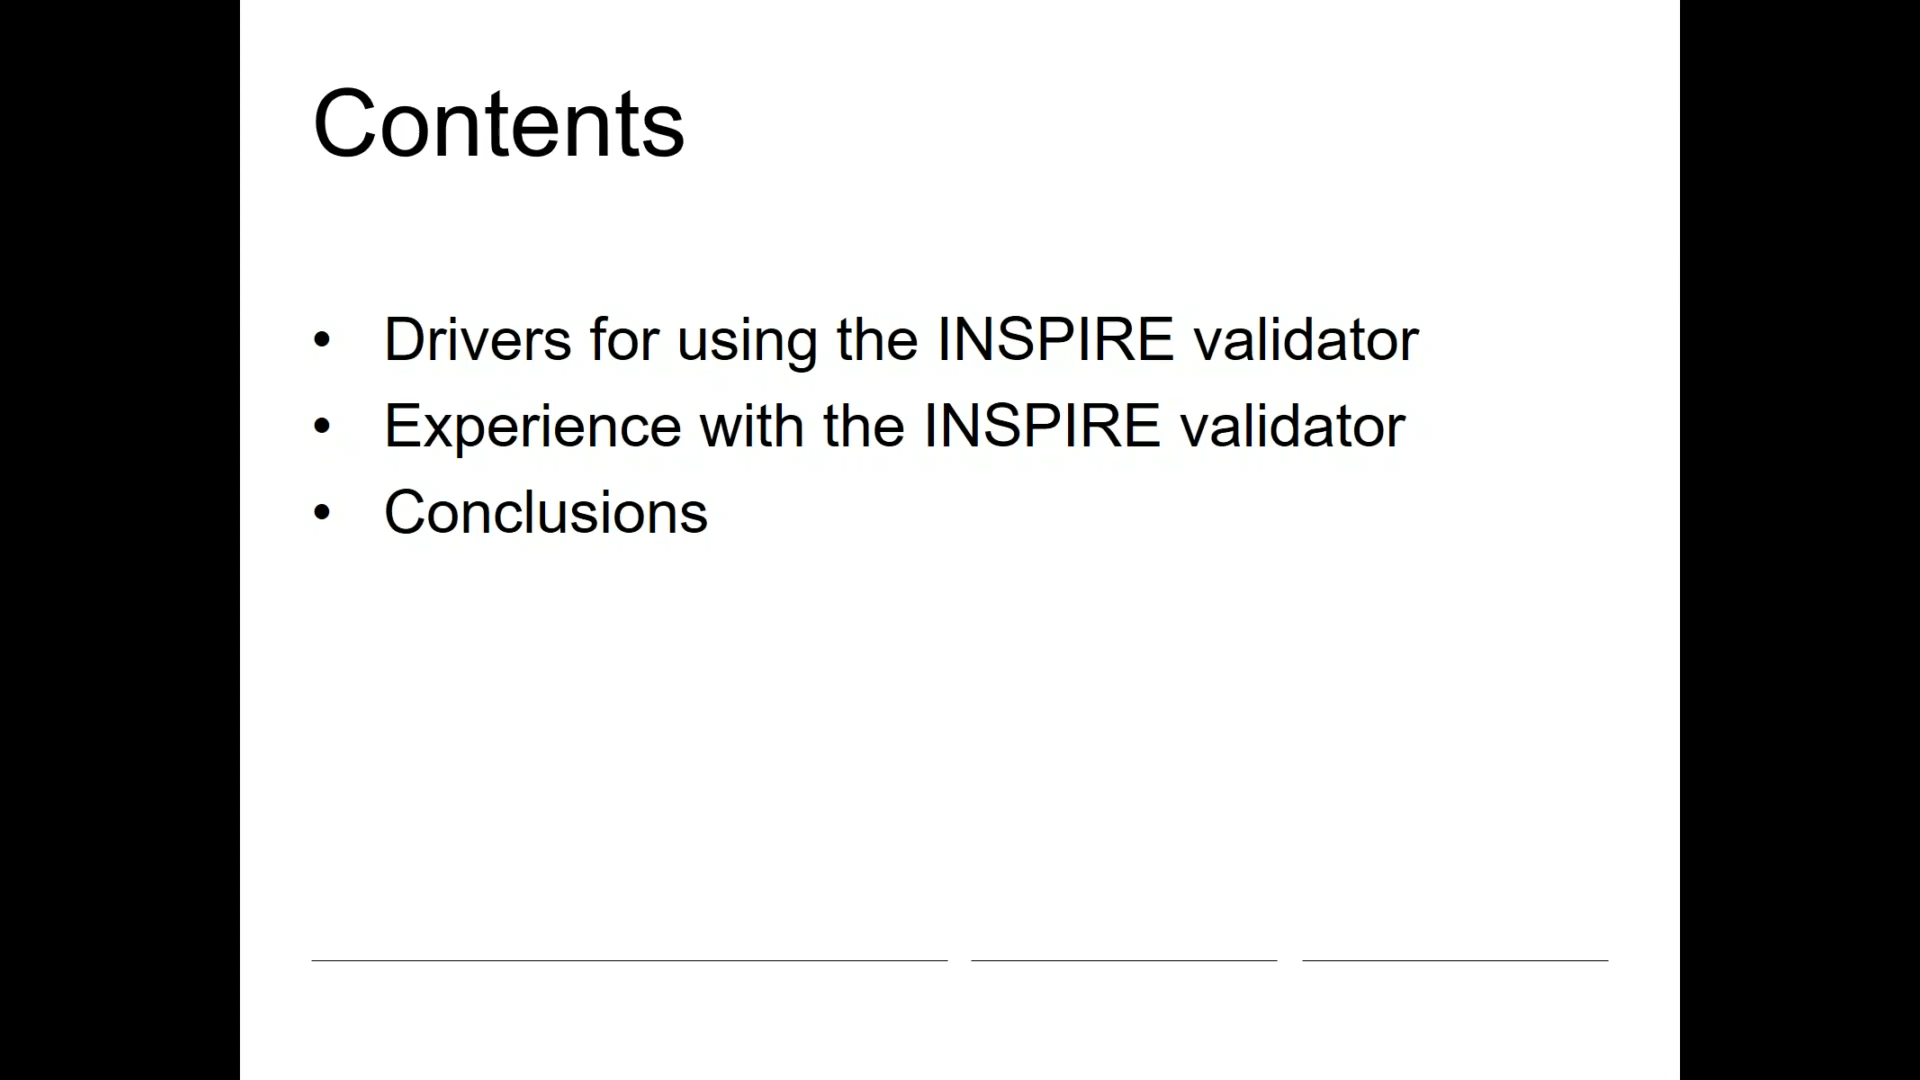 Contents
• Drivers for using the INSPIRE validator
• Experience with the INSPIRE validator
• Conclusions